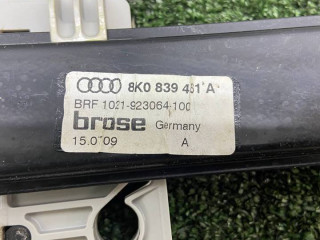 8K0 839 461 A
BRF 1021-923064-100
brose Germany
15.0 09 A